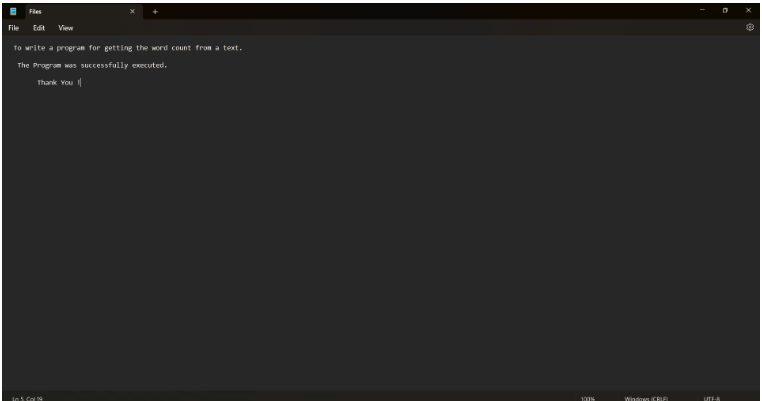 Files
File Edit View
To write a program for getting the word count from a text.
The Program was successfully executed.
Thank You !
Ln 5, Col 19 100% Windows (CRLF) UTF-8